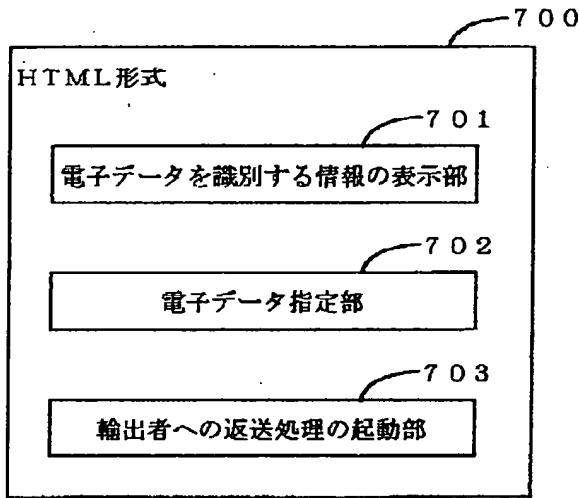 ７００
ＨＴＭＬ形式
７０１
電子データを識別する情報の表示部
７０２
電子データ指定部
７０３
輸出者への返送処理の起動部